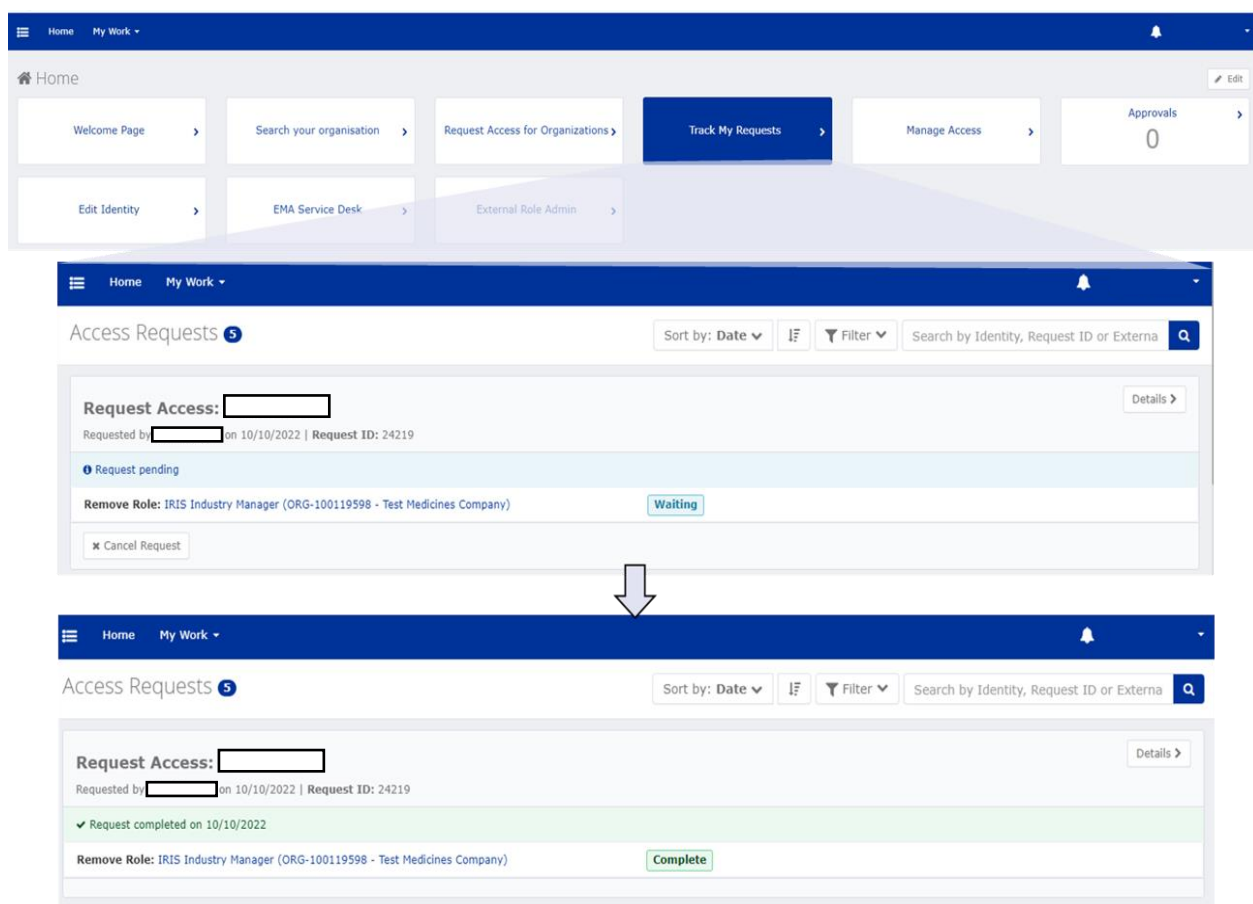 Home My Work
Home
Edit
Welcome Page
Search your organisation
Request Access for Organizations
Track My Requests
Manage Access
Approvals
0
Edit Identity
EMA Service Desk
External Role Admin
Home My Work
Access Requests 5
Sort by: Date
Filter
Search by Identity, Request ID or Externa
Request Access:
Details
Requested by on 10/10/2022 | Request ID: 24219
Request pending
Remove Role: IRIS Industry Manager (ORG-100119598 - Test Medicines Company) Waiting
Cancel Request
Home My Work
Access Requests 5
Sort by: Date
Filter
Search by Identity, Request ID or Externa
Request Access:
Details
Requested by on 10/10/2022 | Request ID: 24219
Request completed on 10/10/2022
Remove Role: IRIS Industry Manager (ORG-100119598 - Test Medicines Company) Complete